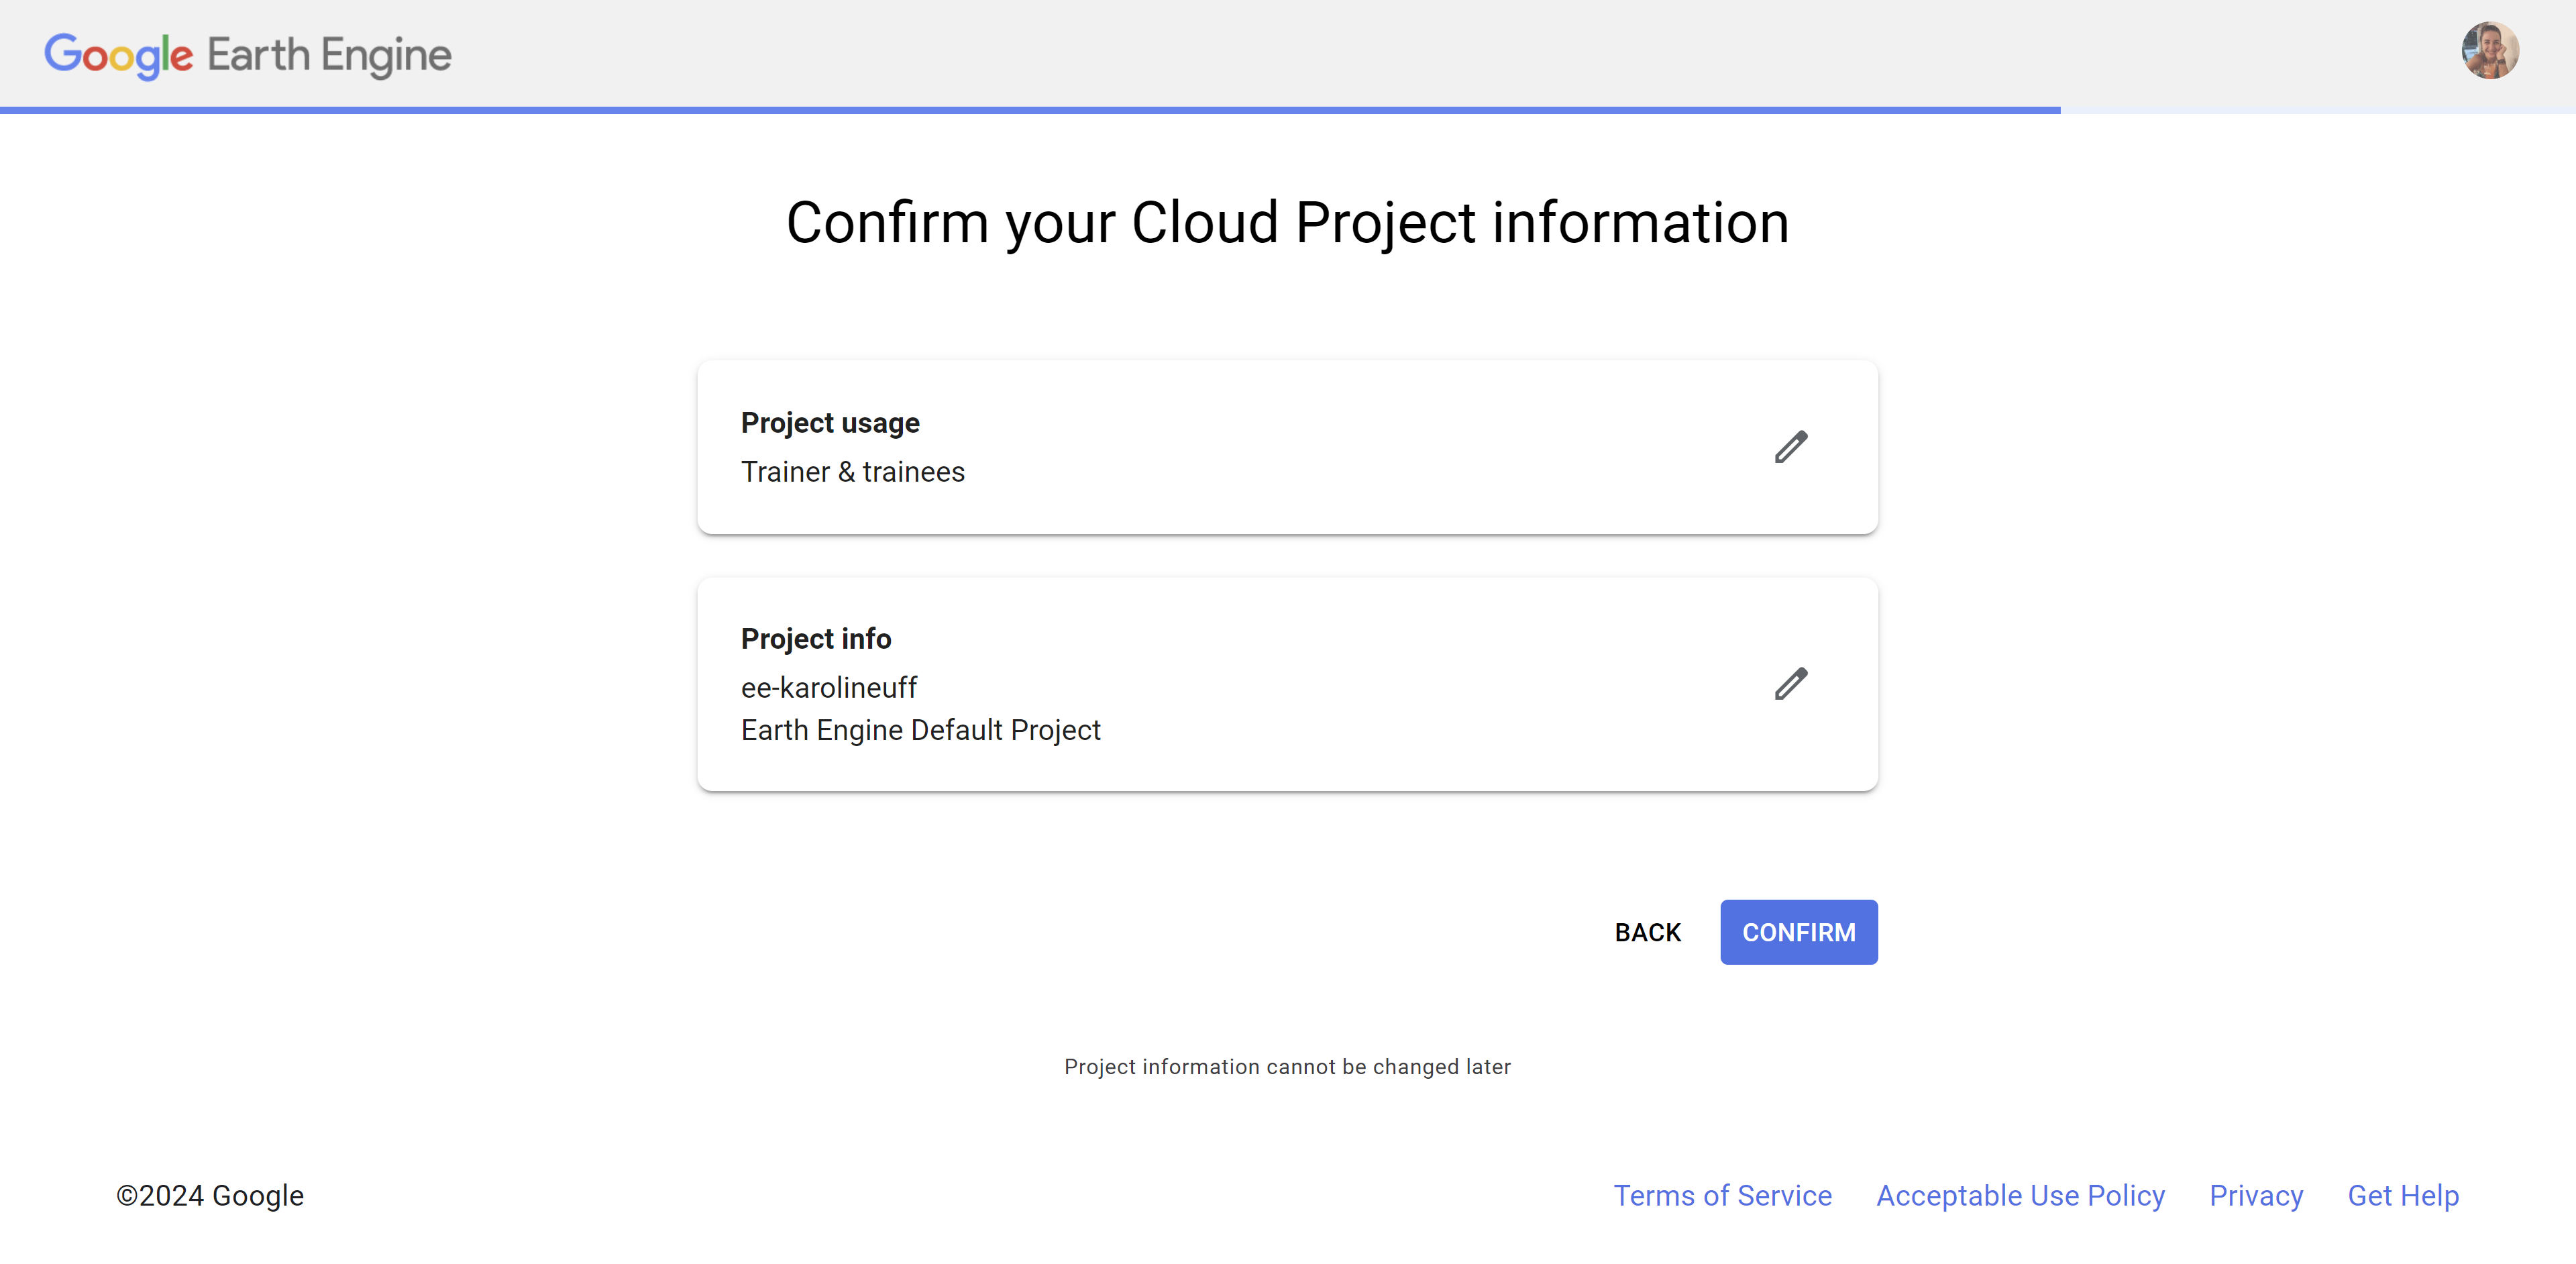 Google Earth Engine
Confirm your Cloud Project information
Project usage
Trainer & trainees
Project info
ee-karolineuff
Earth Engine Default Project
BACK
CONFIRM
Project information cannot be changed later
©2024 Google
Terms of Service
Acceptable Use Policy
Privacy
Get Help